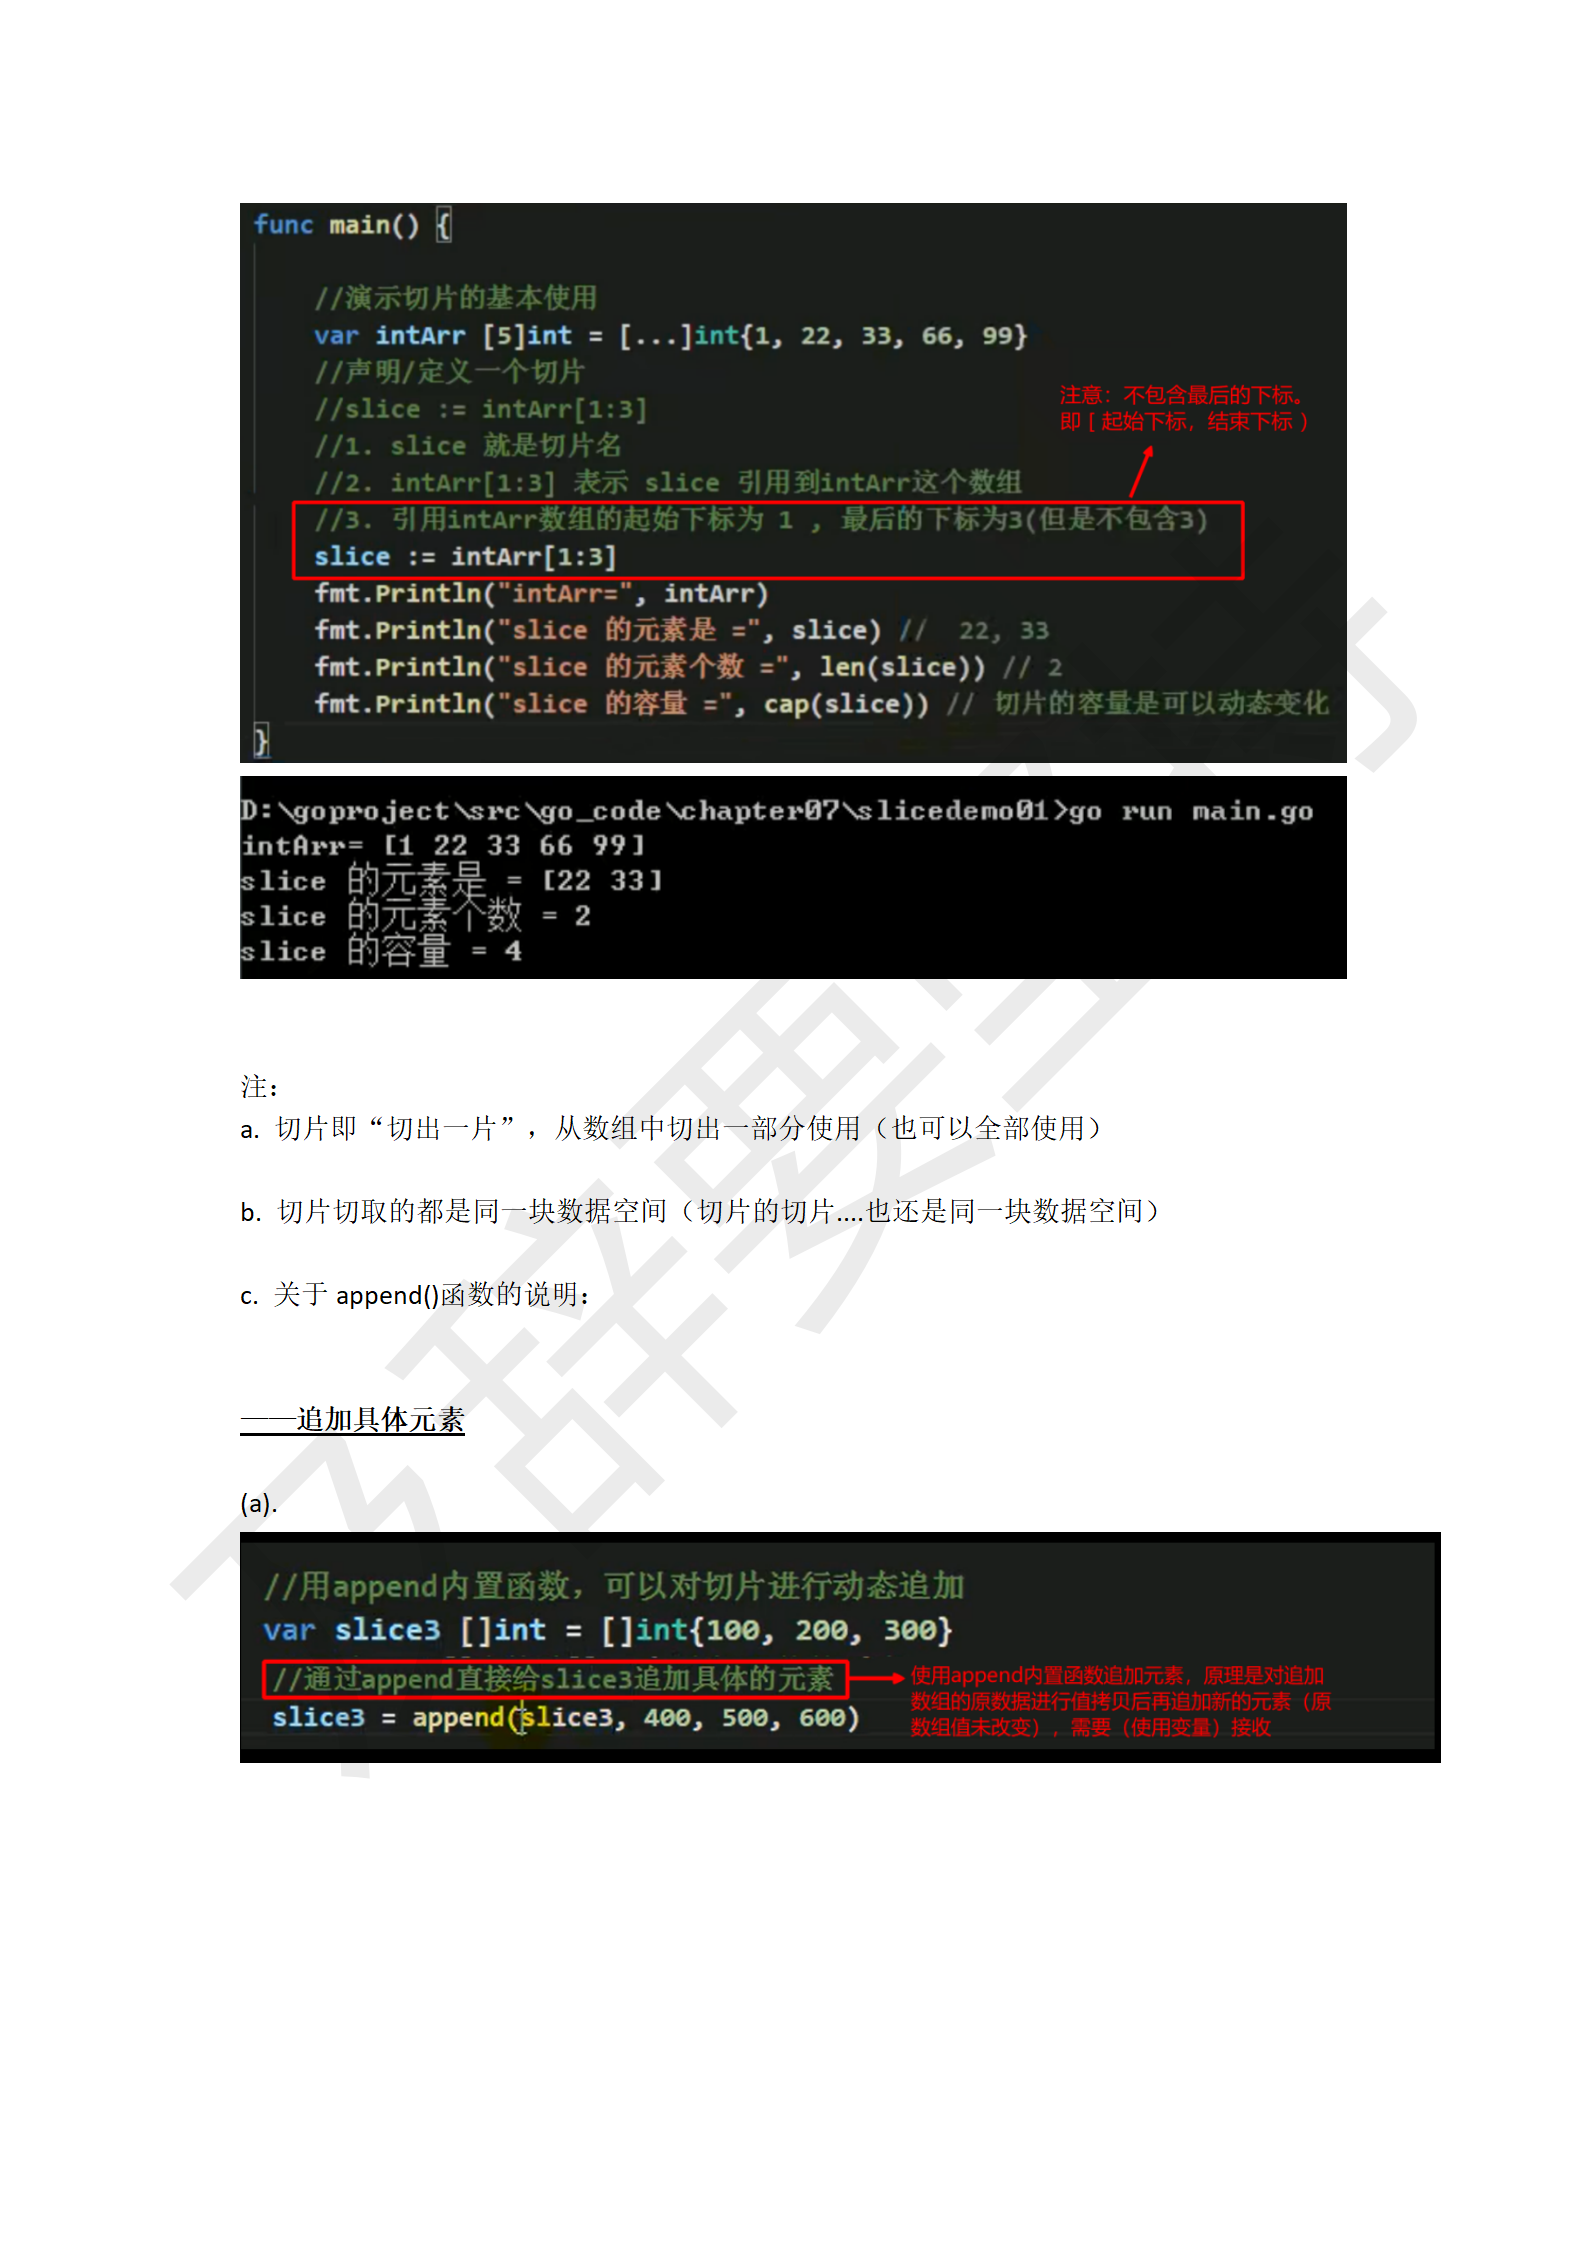 func main() {
//演示切片的基本使用
var intArr [5]int = [...]int{1, 22, 33, 66, 99}
//声明/定义一个切片
//slice := intArr[1:3]
//1. slice 就是切片名
//2. intArr[1:3] 表示 slice 引用到intArr这个数组
注意：不包含最后的下标。
即 [ 起始下标，结束下标 ）
//3. 引用intArr数组的起始下标为 1 , 最后的下标为3(但是不包含3)
slice := intArr[1:3]
fmt.Println("intArr=", intArr)
fmt.Println("slice 的元素是 =", slice) //  22, 33
fmt.Println("slice 的元素个数 =", len(slice)) // 2
fmt.Println("slice 的容量 =", cap(slice)) // 切片的容量是可以动态变化
}
D:\goproject\src\go_code\chapter07\slicedemo01>go run main.go
intArr= [1 22 33 66 99]
slice 的元素是 = [22 33]
slice 的元素个数 = 2
slice 的容量 = 4
注：
a. 切片即“切出一片”，从数组中切出一部分使用（也可以全部使用）
b. 切片切取的都是同一块数据空间（切片的切片....也还是同一块数据空间）
c. 关于 append()函数的说明：
——追加具体元素
(a).
//用append内置函数，可以对切片进行动态追加
var slice3 []int = []int{100, 200, 300}
//通过append直接给slice3追加具体的元素
slice3 = append(slice3, 400, 500, 600)
使用append内置函数追加元素，原理是对追加
数组的原数据进行值拷贝后再追加新的元素（原
数组值未改变），需要（使用变量）接收